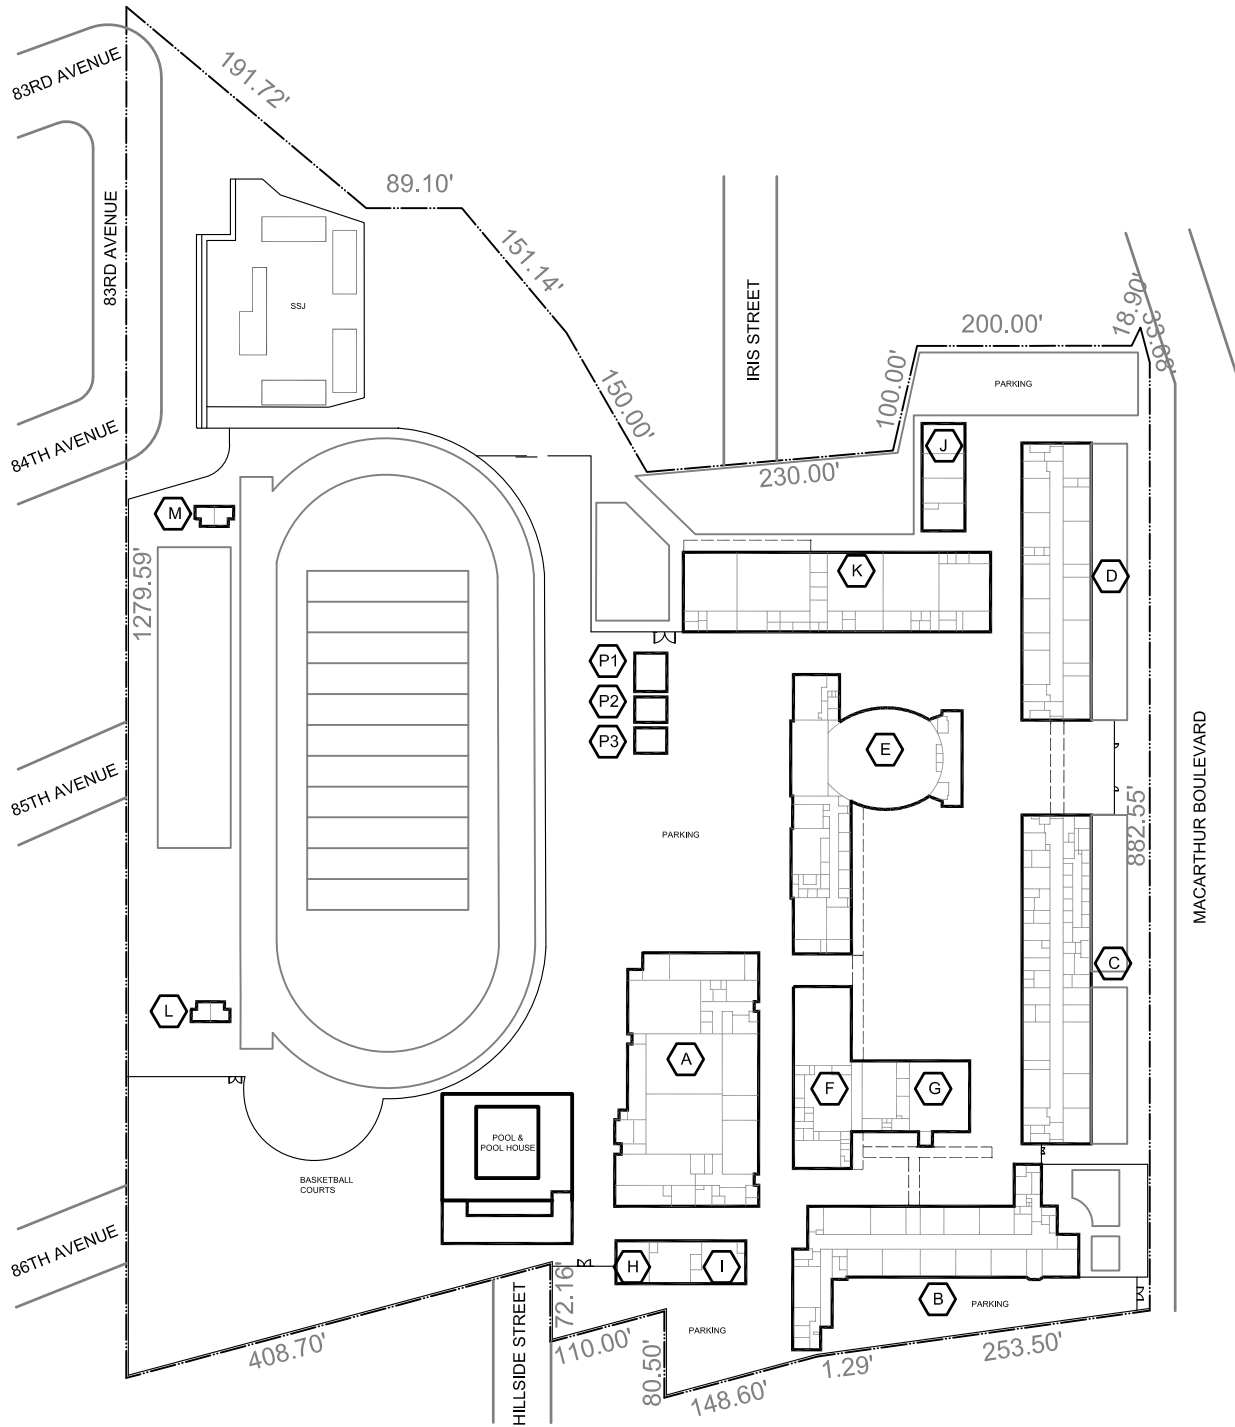 83RD AVENUE
191.72'
89.10'
83RD AVENUE
151.14'
SSJ
IRIS STREET
18.90'
33.68'
200.00'
100.00'
PARKING
150.00'
84TH AVENUE
230.00'
J
M
K
D
1279.59'
P1
P2
P3
E
85TH AVENUE
MACARTHUR BOULEVARD
PARKING
882.55'
C
L
A
F
G
POOL &
POOL HOUSE
BASKETBALL
COURTS
86TH AVENUE
H
I
72.16'
B
PARKING
HILLSIDE STREET
PARKING
408.70'
110.00'
80.50'
253.50'
1.29'
148.60'